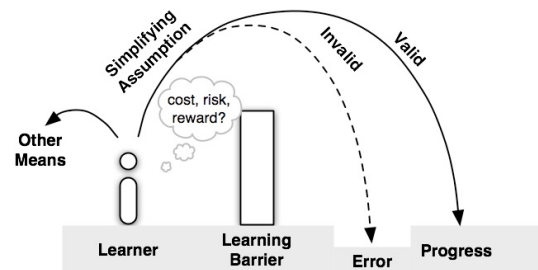 Simplifying
Assumption
Invalid
Valid
cost, risk,
reward?
Other
Means
Learner
Learning
Barrier
Error
Progress